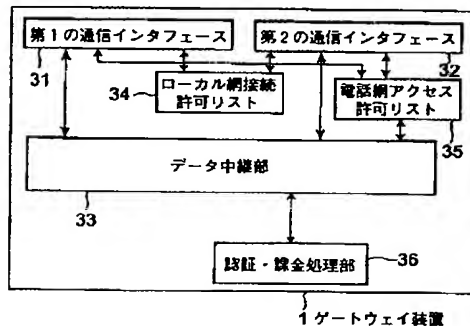 第1の通信インタフェース
第2の通信インタフェース
31
32
34
ローカル網接続
許可リスト
電話網アクセス
許可リスト
35
データ中継部
33
認証・課金処理部
36
1 ゲートウェイ装置